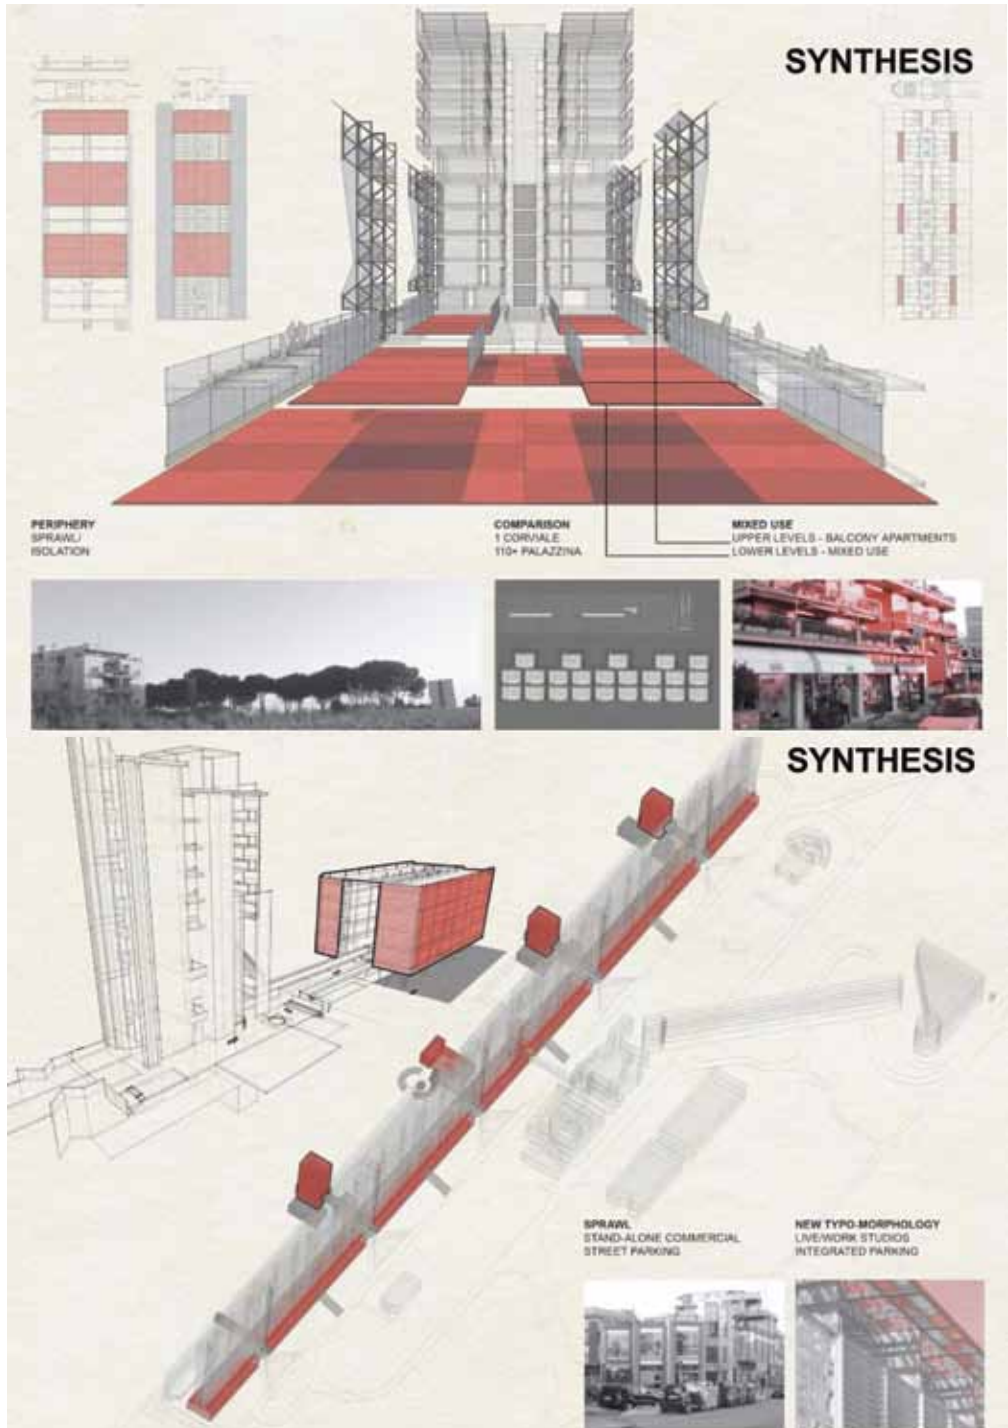 SYNTHESIS
PERIPHERY
SPRAWL/
ISOLATION
COMPARISON
1 CORVIALE
110+ PALAZZINA
MIXED USE
UPPER LEVELS - BALCONY APARTMENTS
LOWER LEVELS - MIXED USE
SYNTHESIS
SPRAWL
STAND-ALONE COMMERCIAL
STREET PARKING
NEW TYPO-MORPHOLOGY
LIVE/WORK STUDIOS
INTEGRATED PARKING